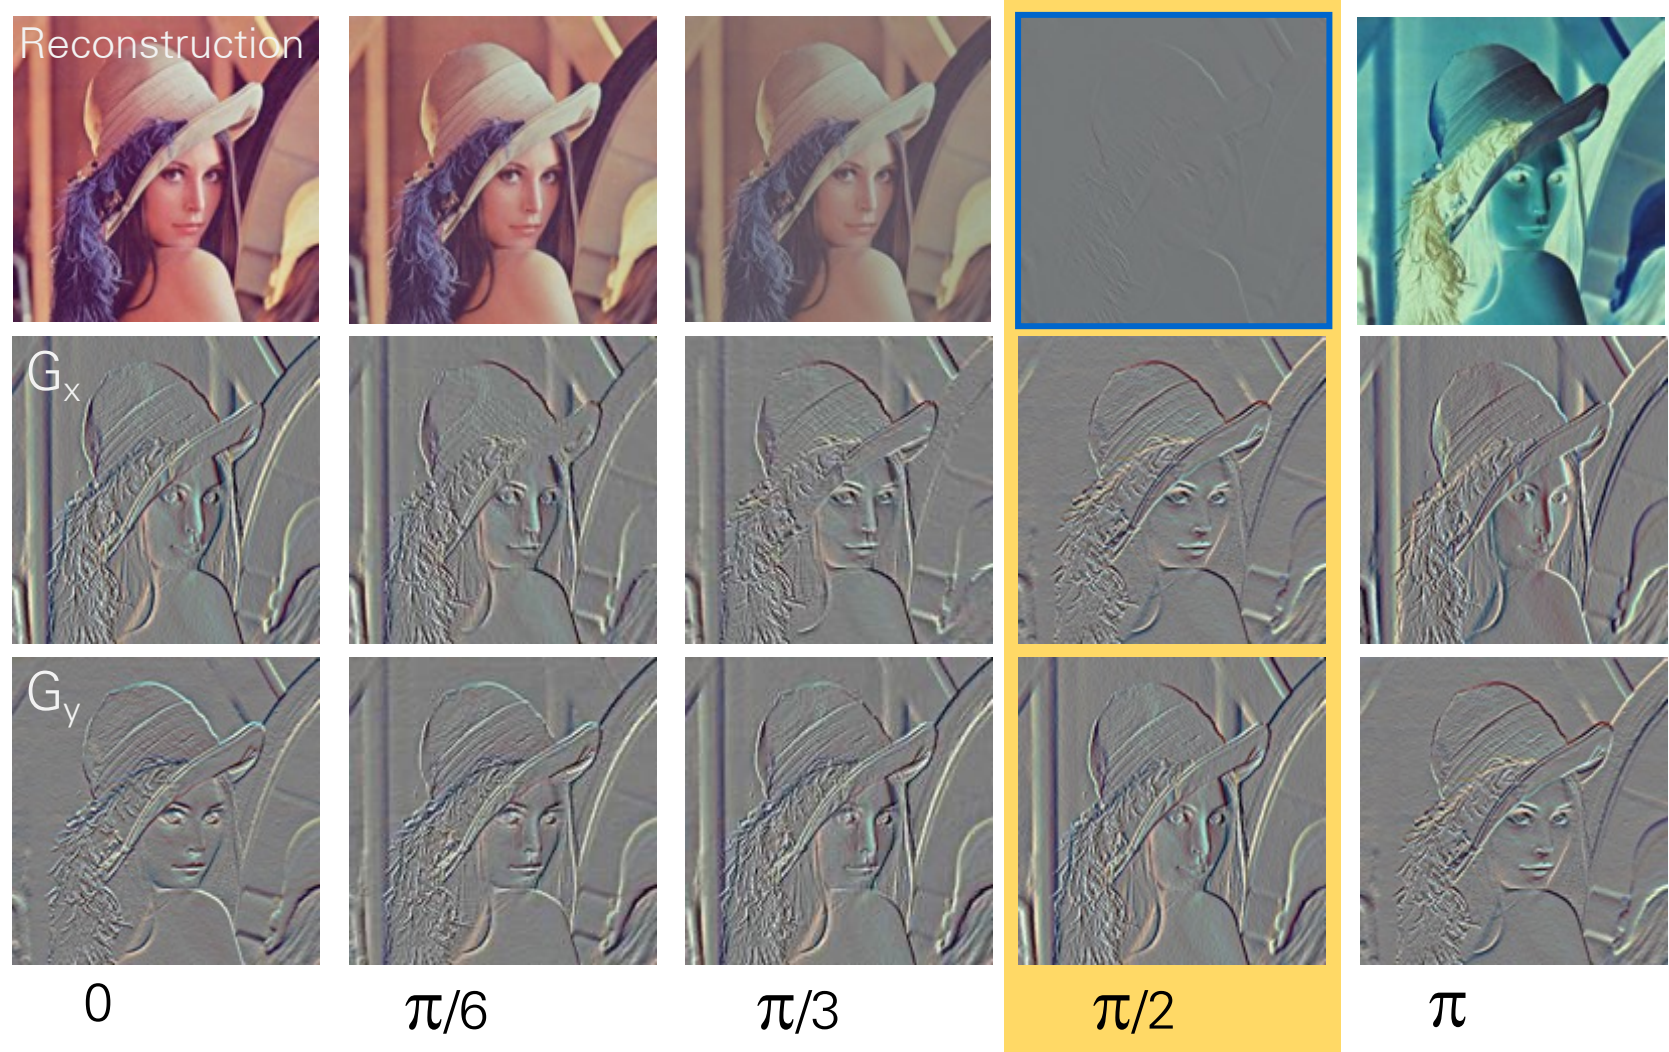 Reconstruction
Gx
Gy
0 π/6 π/3 π/2 π